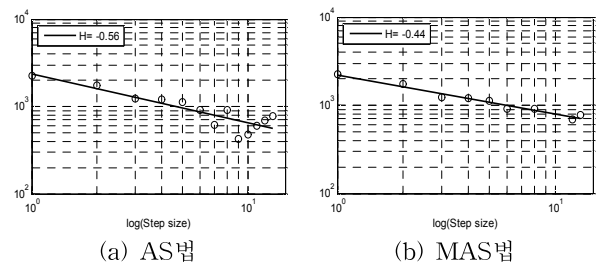 10^4
H= -0.56
10^3
10^2
10^0
10^1
log(Step size)
(a) AS법
10^4
H= -0.44
10^3
10^2
10^0
10^1
log(Step size)
(b) MAS법